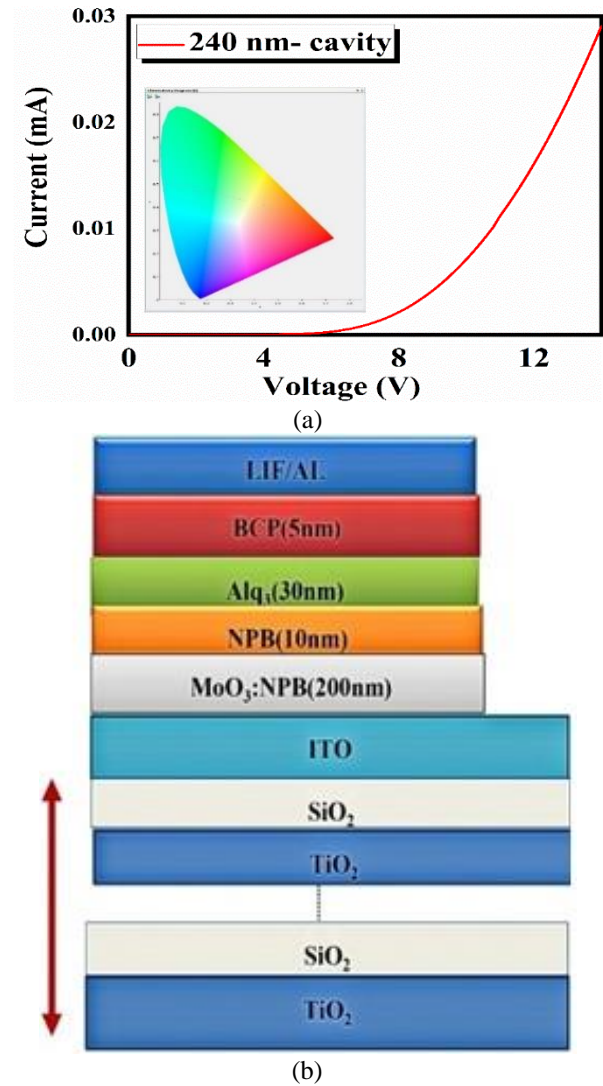 0.03
240 nm- cavity
0.02
Current (mA)
0.01
0.00
0
4
8
12
Voltage (V)
(a)
LIF/AL
BCP(5nm)
Alq3(30nm)
NPB(10nm)
MoO3:NPB(200nm)
ITO
SiO2
TiO2
SiO2
TiO2
(b)